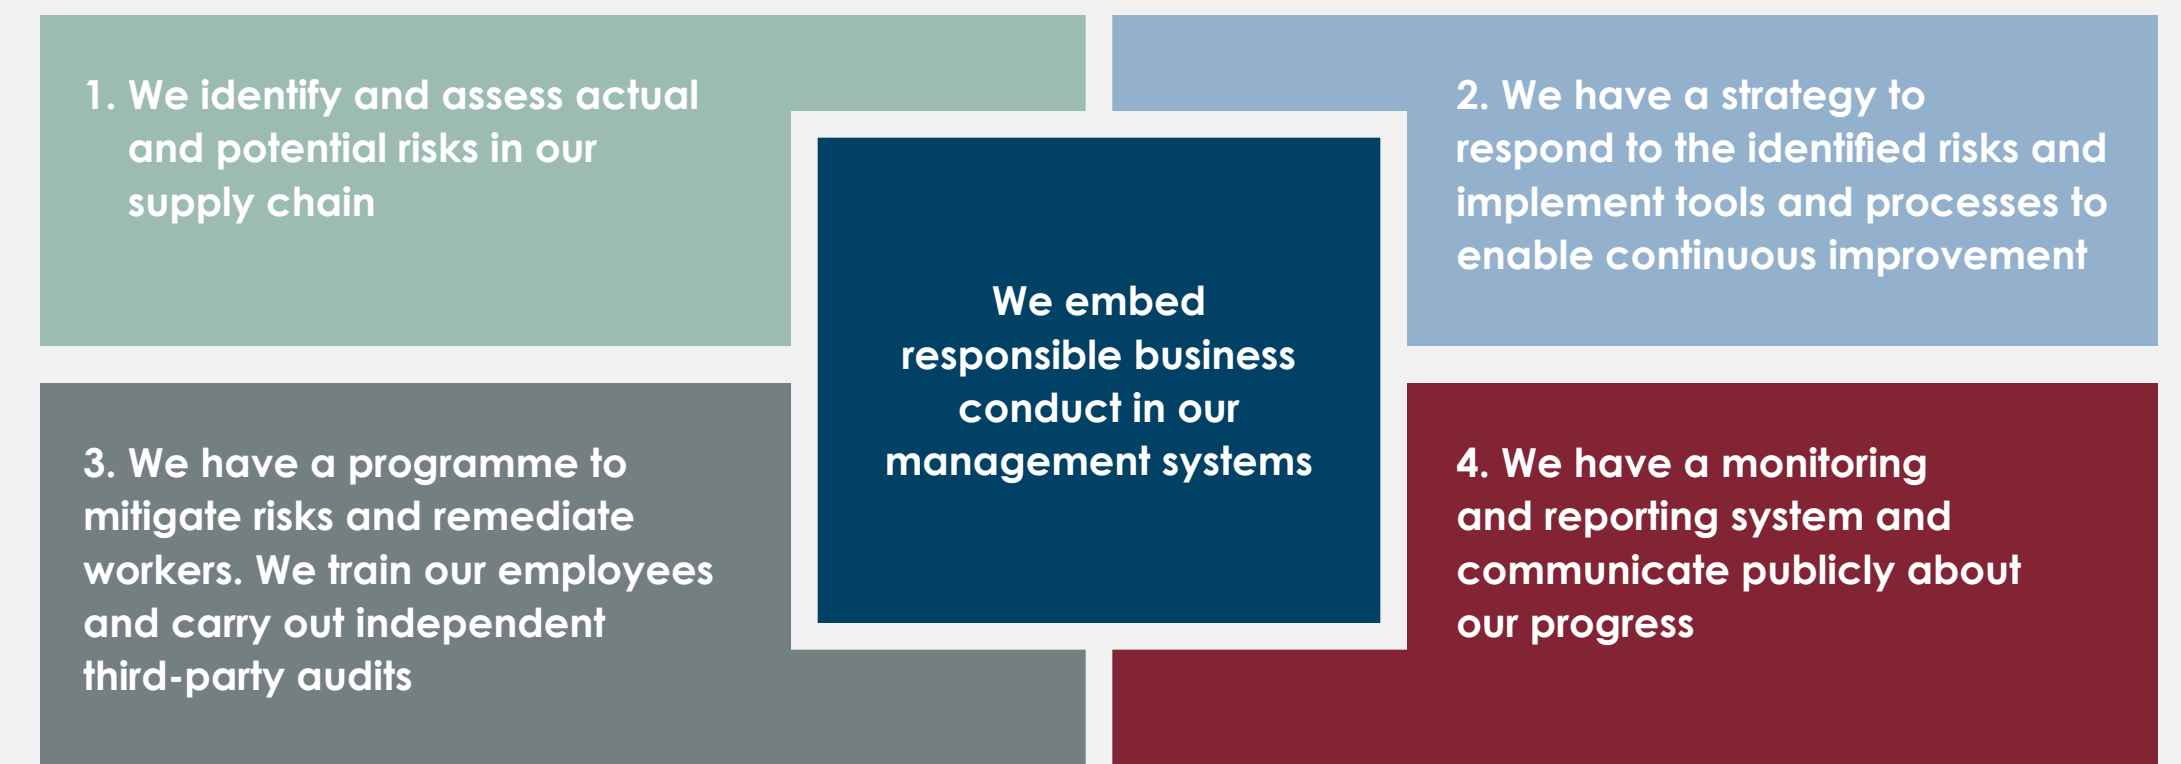 1. We identify and assess actual
and potential risks in our
supply chain
2. We have a strategy to
respond to the identified risks and
implement tools and processes to
enable continuous improvement
We embed
responsible business
conduct in our
management systems
3. We have a programme to
mitigate risks and remediate
workers. We train our employees
and carry out independent
third-party audits
4. We have a monitoring
and reporting system and
communicate publicly about
our progress